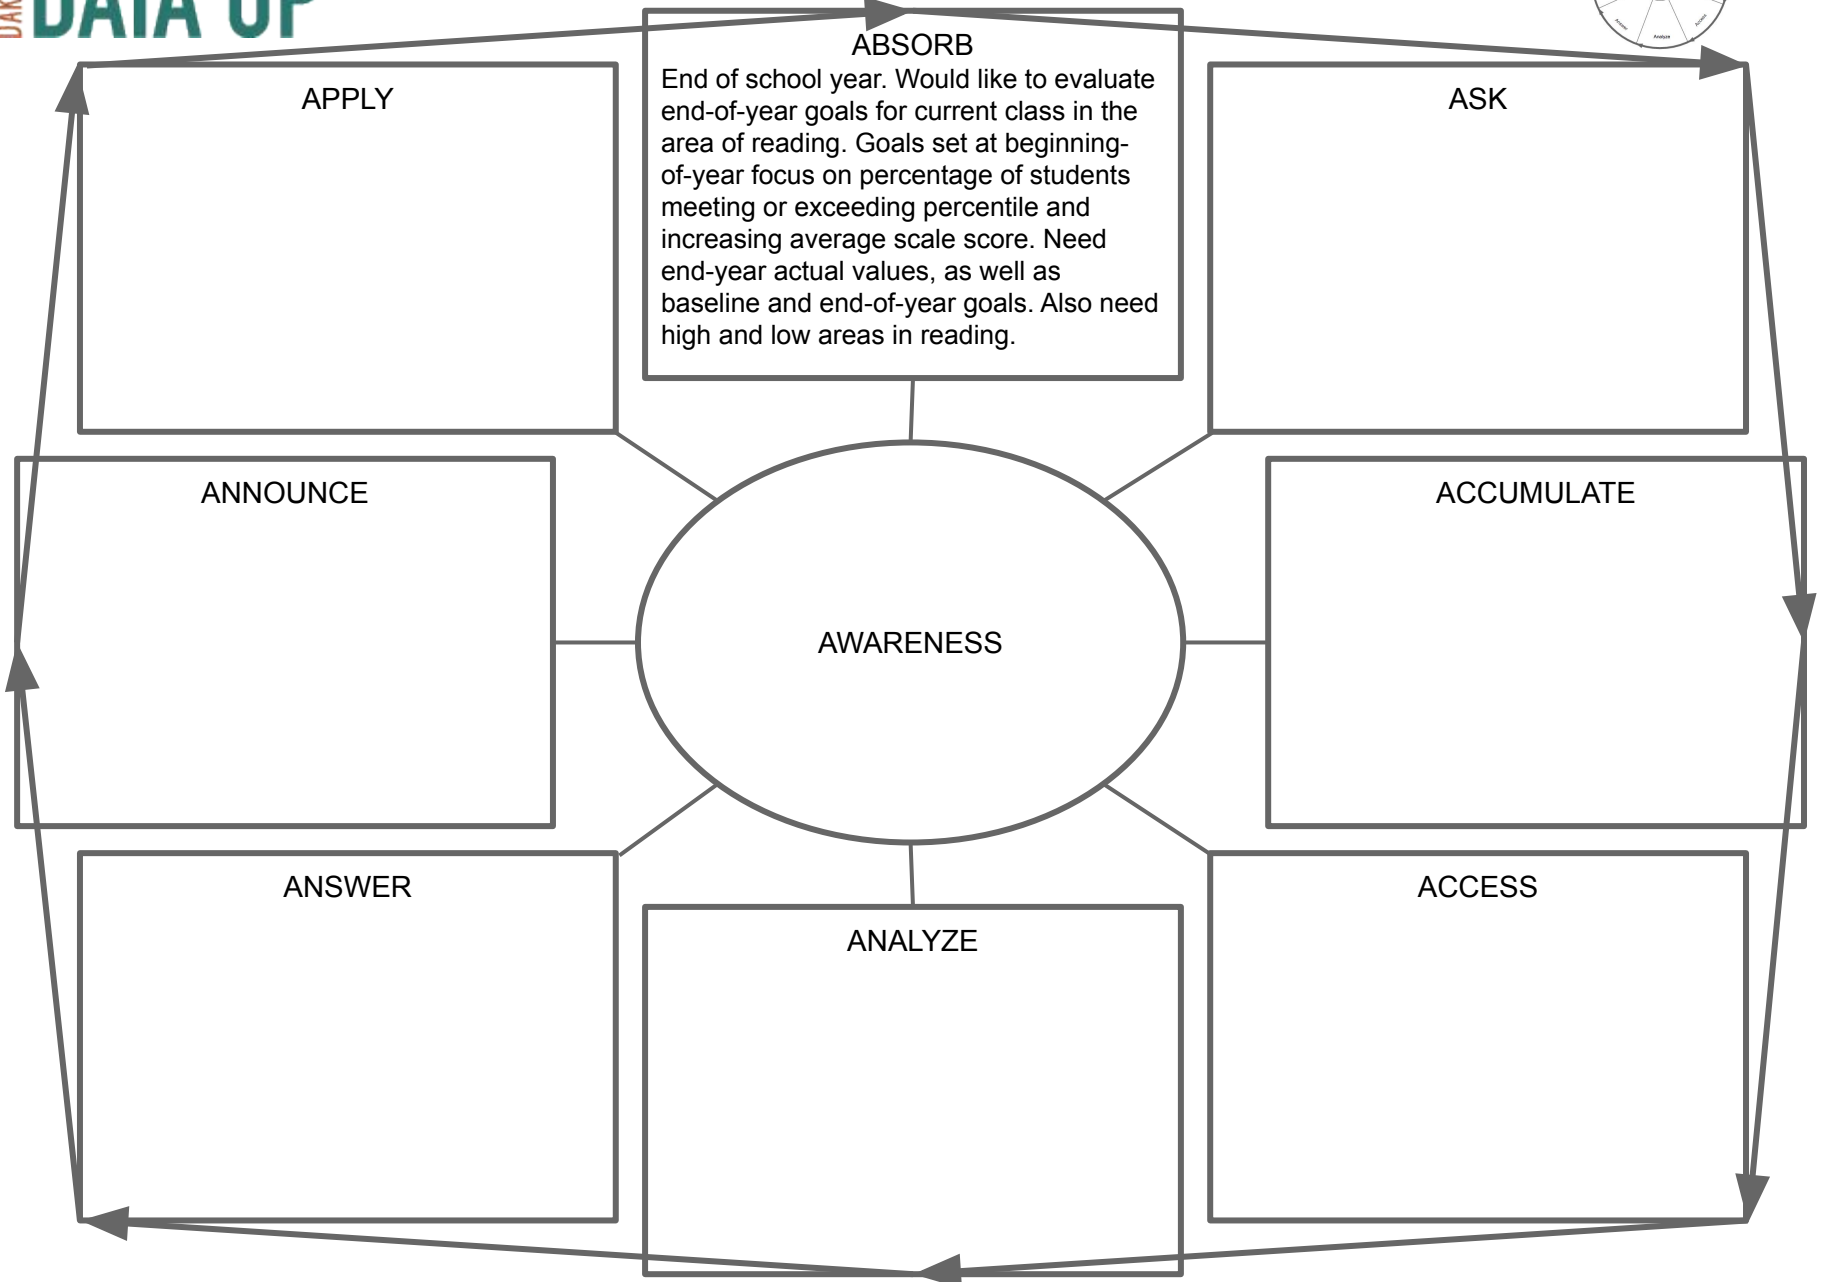 DATA UP
ABSORB
End of school year. Would like to evaluate
end-of-year goals for current class in the
area of reading. Goals set at beginning-
of-year focus on percentage of students
meeting or exceeding percentile and
increasing average scale score. Need
end-year actual values, as well as
baseline and end-of-year goals. Also need
high and low areas in reading.
Answer
Analyze
Access
APPLY
ASK
ANNOUNCE
ACCUMULATE
AWARENESS
ANSWER
ACCESS
ANALYZE